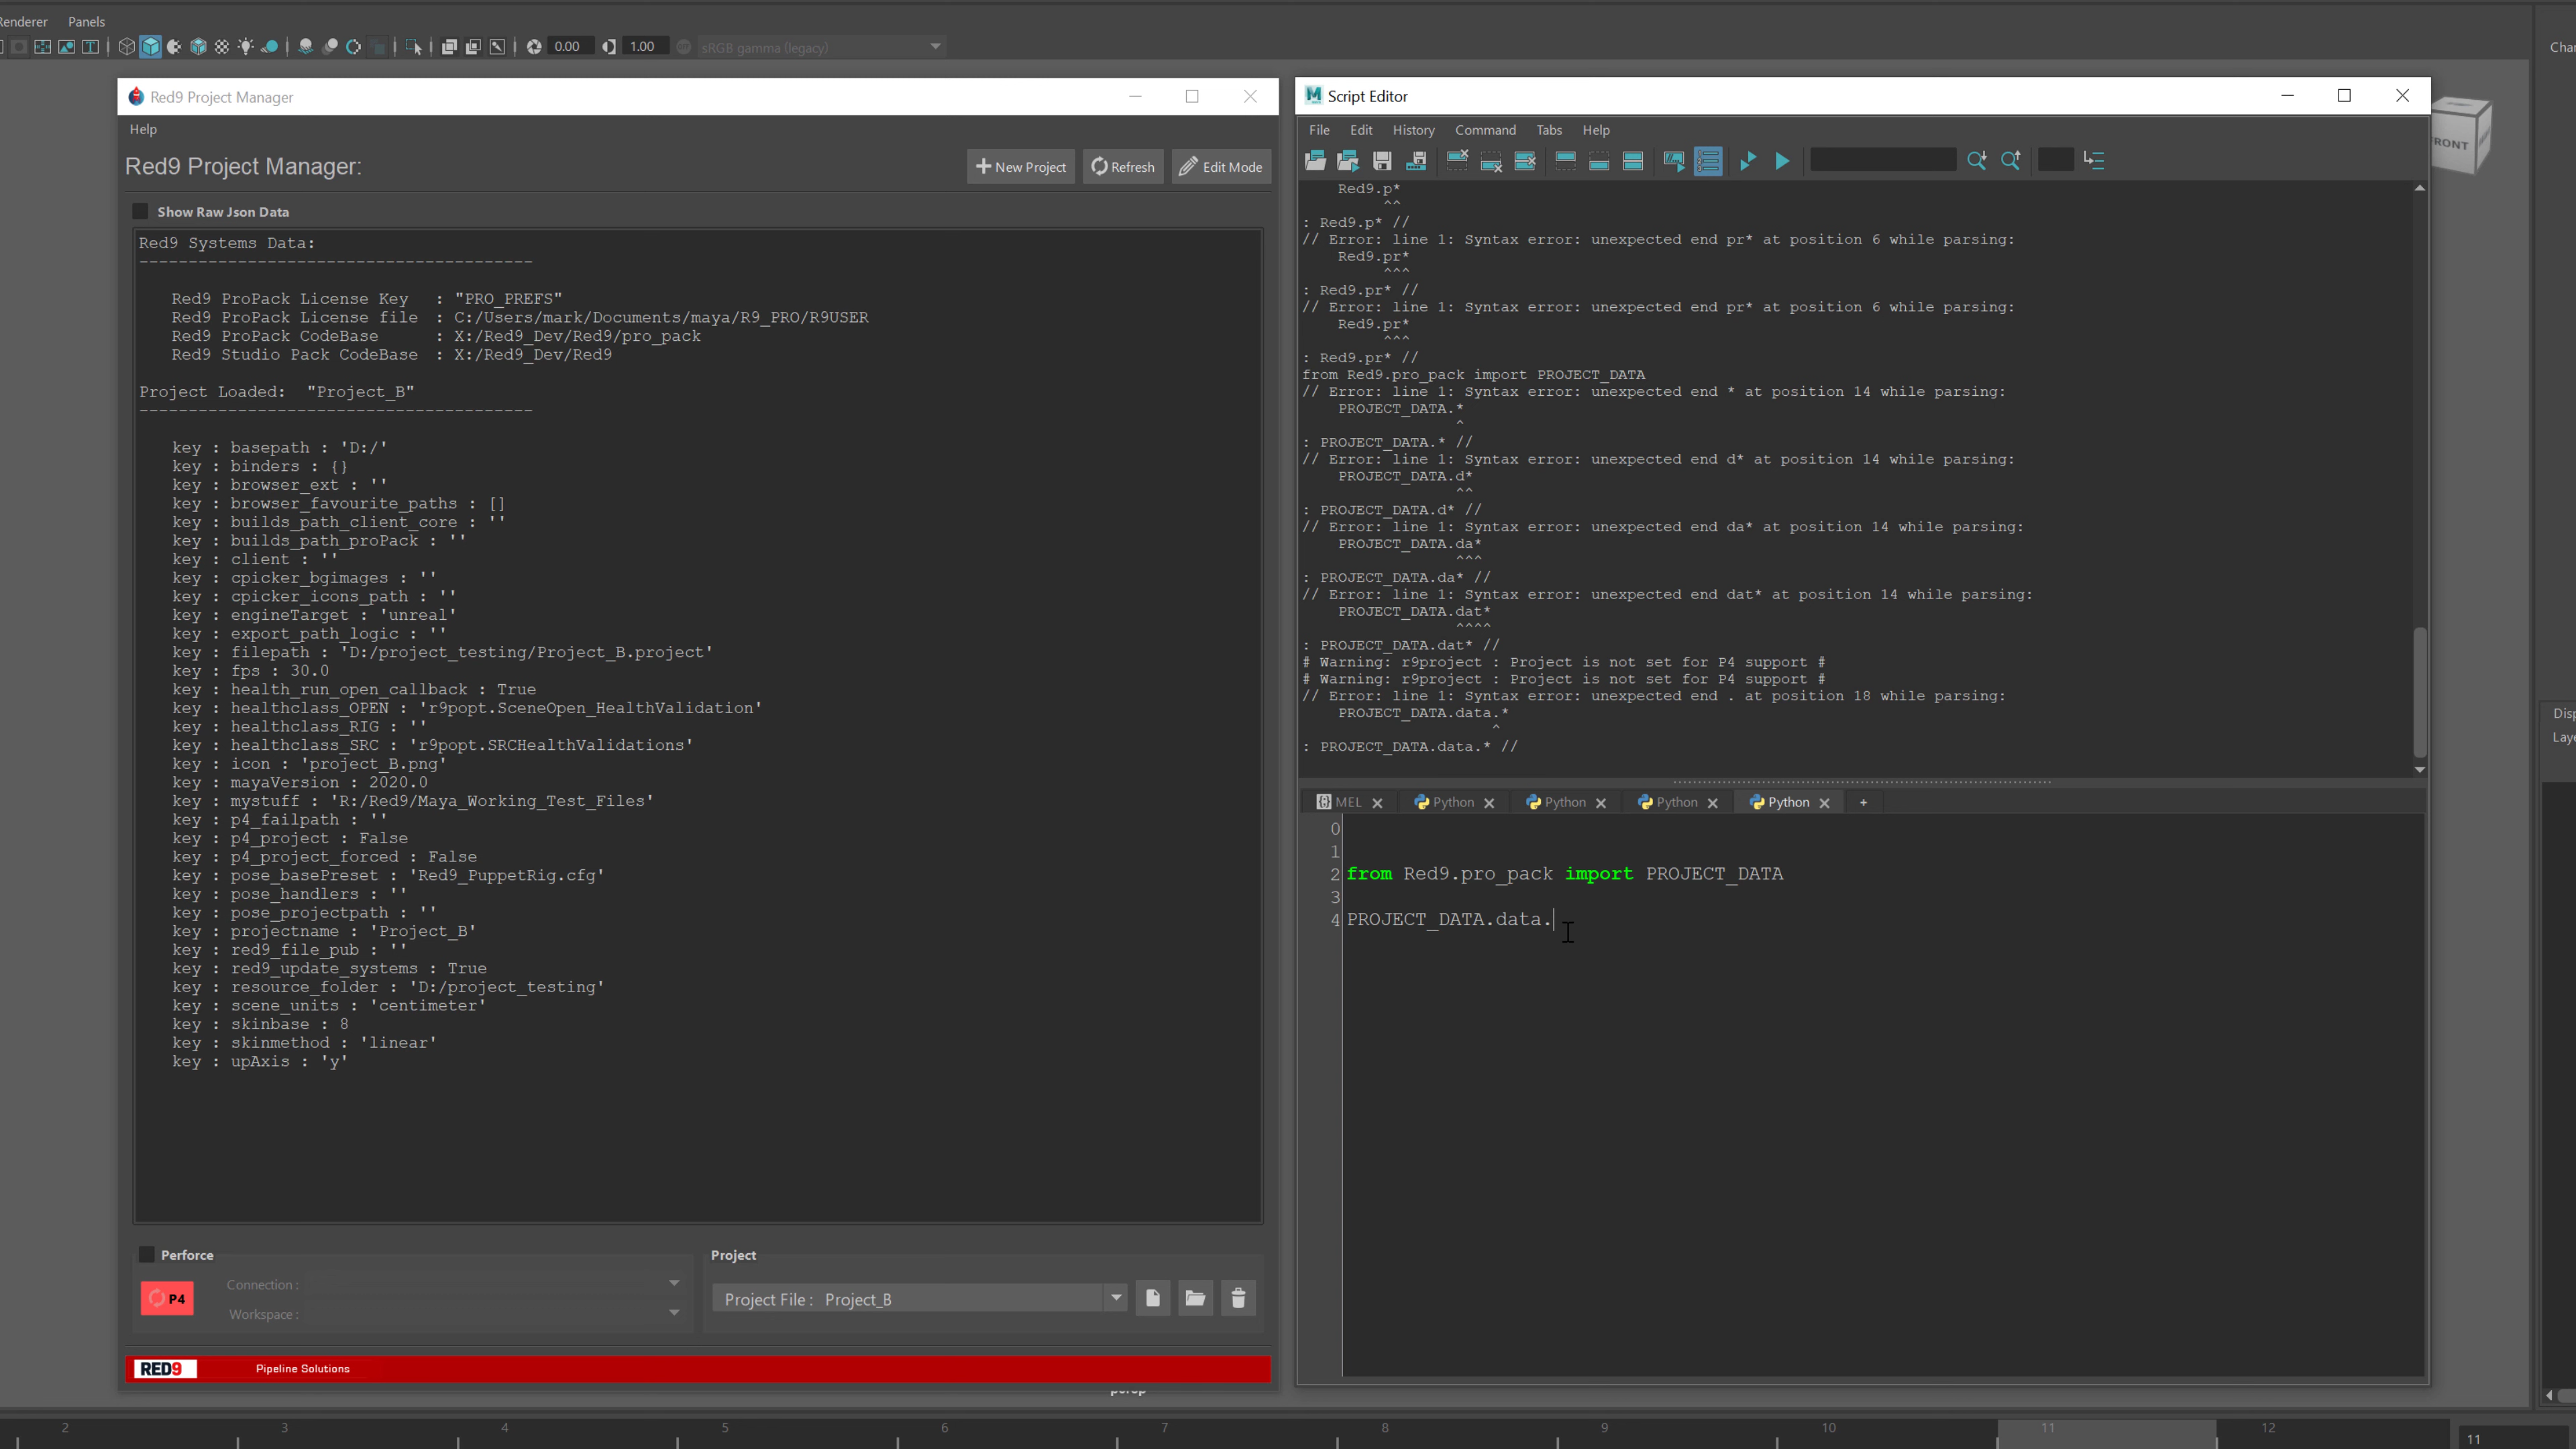 Renderer Panels
0.00 1.00 sRGB gamma (legacy)
Red9 Project Manager
Help
Red9 Project Manager:
New Project Refresh Edit Mode
Show Raw Json Data
Red9 Systems Data:
----------------------------------------
Red9 ProPack License Key : "PRO_PREFS"
Red9 ProPack License file : C:/Users/mark/Documents/maya/R9_PRO/R9USER
Red9 ProPack CodeBase : X:/Red9_Dev/Red9/pro_pack
Red9 Studio Pack CodeBase : X:/Red9_Dev/Red9
Project Loaded: "Project_B"
----------------------------------------
key : basepath : 'D:/'
key : binders : {}
key : browser_ext : ''
key : browser_favourite_paths : []
key : builds_path_client_core : ''
key : builds_path_proPack : ''
key : client : ''
key : cpicker_bgimages : ''
key : cpicker_icons_path : ''
key : engineTarget : 'unreal'
key : export_path_logic : ''
key : filepath : 'D:/project_testing/Project_B.project'
key : fps : 30.0
key : health_run_open_callback : True
key : healthclass_OPEN : 'r9popt.SceneOpen_HealthValidation'
key : healthclass_RIG : ''
key : healthclass_SRC : 'r9popt.SRCHealthValidations'
key : icon : 'project_B.png'
key : mayaVersion : 2020.0
key : mystuff : 'R:/Red9/Maya_Working_Test_Files'
key : p4_failpath : ''
key : p4_project : False
key : p4_project_forced : False
key : pose_basePreset : 'Red9_PuppetRig.cfg'
key : pose_handlers : ''
key : pose_projectpath : ''
key : projectname : 'Project_B'
key : red9_file_pub : ''
key : red9_update_systems : True
key : resource_folder : 'D:/project_testing'
key : scene_units : 'centimeter'
key : skinbase : 8
key : skinmethod : 'linear'
key : upAxis : 'y'
Perforce
P4
Connection :
Workspace :
Project
Project File : Project_B
RED9 Pipeline Solutions
persp
Script Editor
File Edit History Command Tabs Help
Red9.p*
^^
: Red9.p* //
// Error: line 1: Syntax error: unexpected end pr* at position 6 while parsing:
Red9.pr*
^^^
: Red9.pr* //
// Error: line 1: Syntax error: unexpected end pr* at position 6 while parsing:
Red9.pr*
^^^
: Red9.pr* //
from Red9.pro_pack import PROJECT_DATA
// Error: line 1: Syntax error: unexpected end * at position 14 while parsing:
PROJECT_DATA.*
^
: PROJECT_DATA.* //
// Error: line 1: Syntax error: unexpected end d* at position 14 while parsing:
PROJECT_DATA.d*
^^
: PROJECT_DATA.d* //
// Error: line 1: Syntax error: unexpected end da* at position 14 while parsing:
PROJECT_DATA.da*
^^^
: PROJECT_DATA.da* //
// Error: line 1: Syntax error: unexpected end dat* at position 14 while parsing:
PROJECT_DATA.dat*
^^^^
: PROJECT_DATA.dat* //
# Warning: r9project : Project is not set for P4 support #
# Warning: r9project : Project is not set for P4 support #
// Error: line 1: Syntax error: unexpected end . at position 18 while parsing:
PROJECT_DATA.data.*
^
: PROJECT_DATA.data.* //
MEL Python Python Python Python +
0
1
2 from Red9.pro_pack import PROJECT_DATA
3
4 PROJECT_DATA.data.
2 3 4 5 6 7 8 9 10 11 12
11